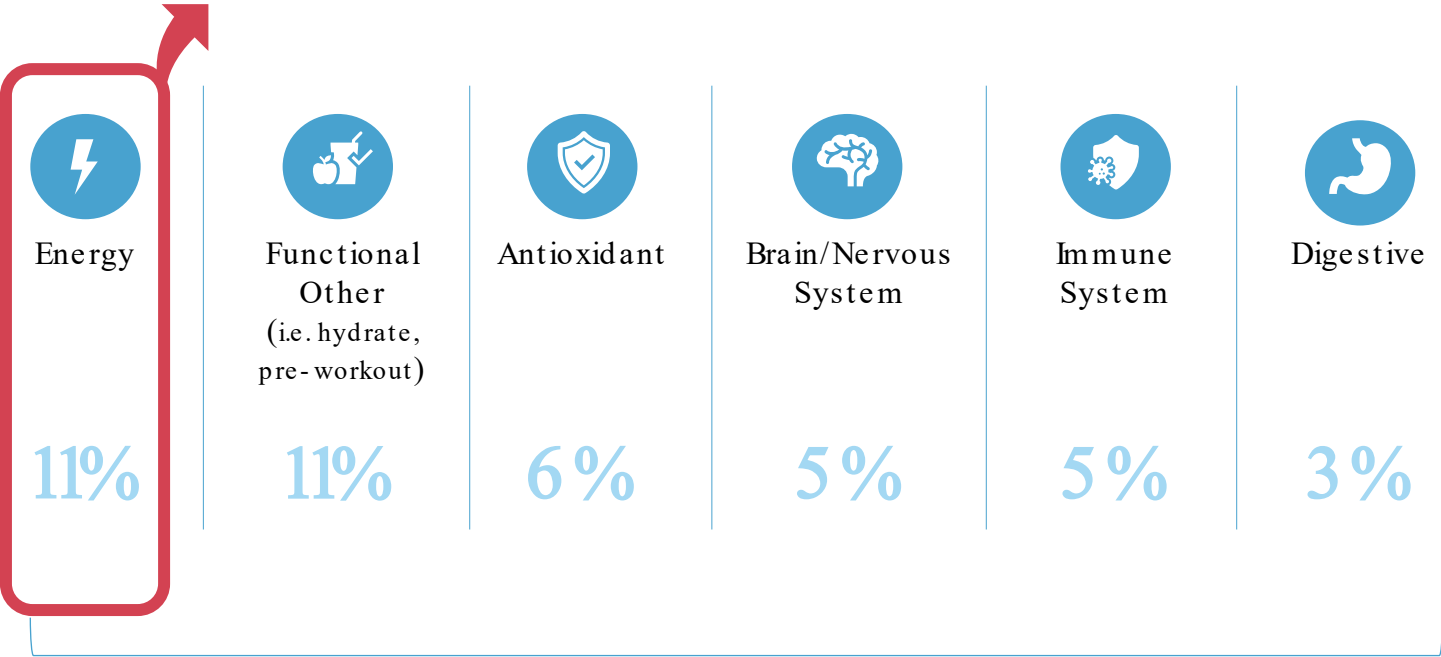 Energy
11%
Functional
Other
(i.e. hydrate,
pre-workout)
11%
Antioxidant
6%
Brain/Nervous
System
5%
Immune
System
5%
Digestive
3%